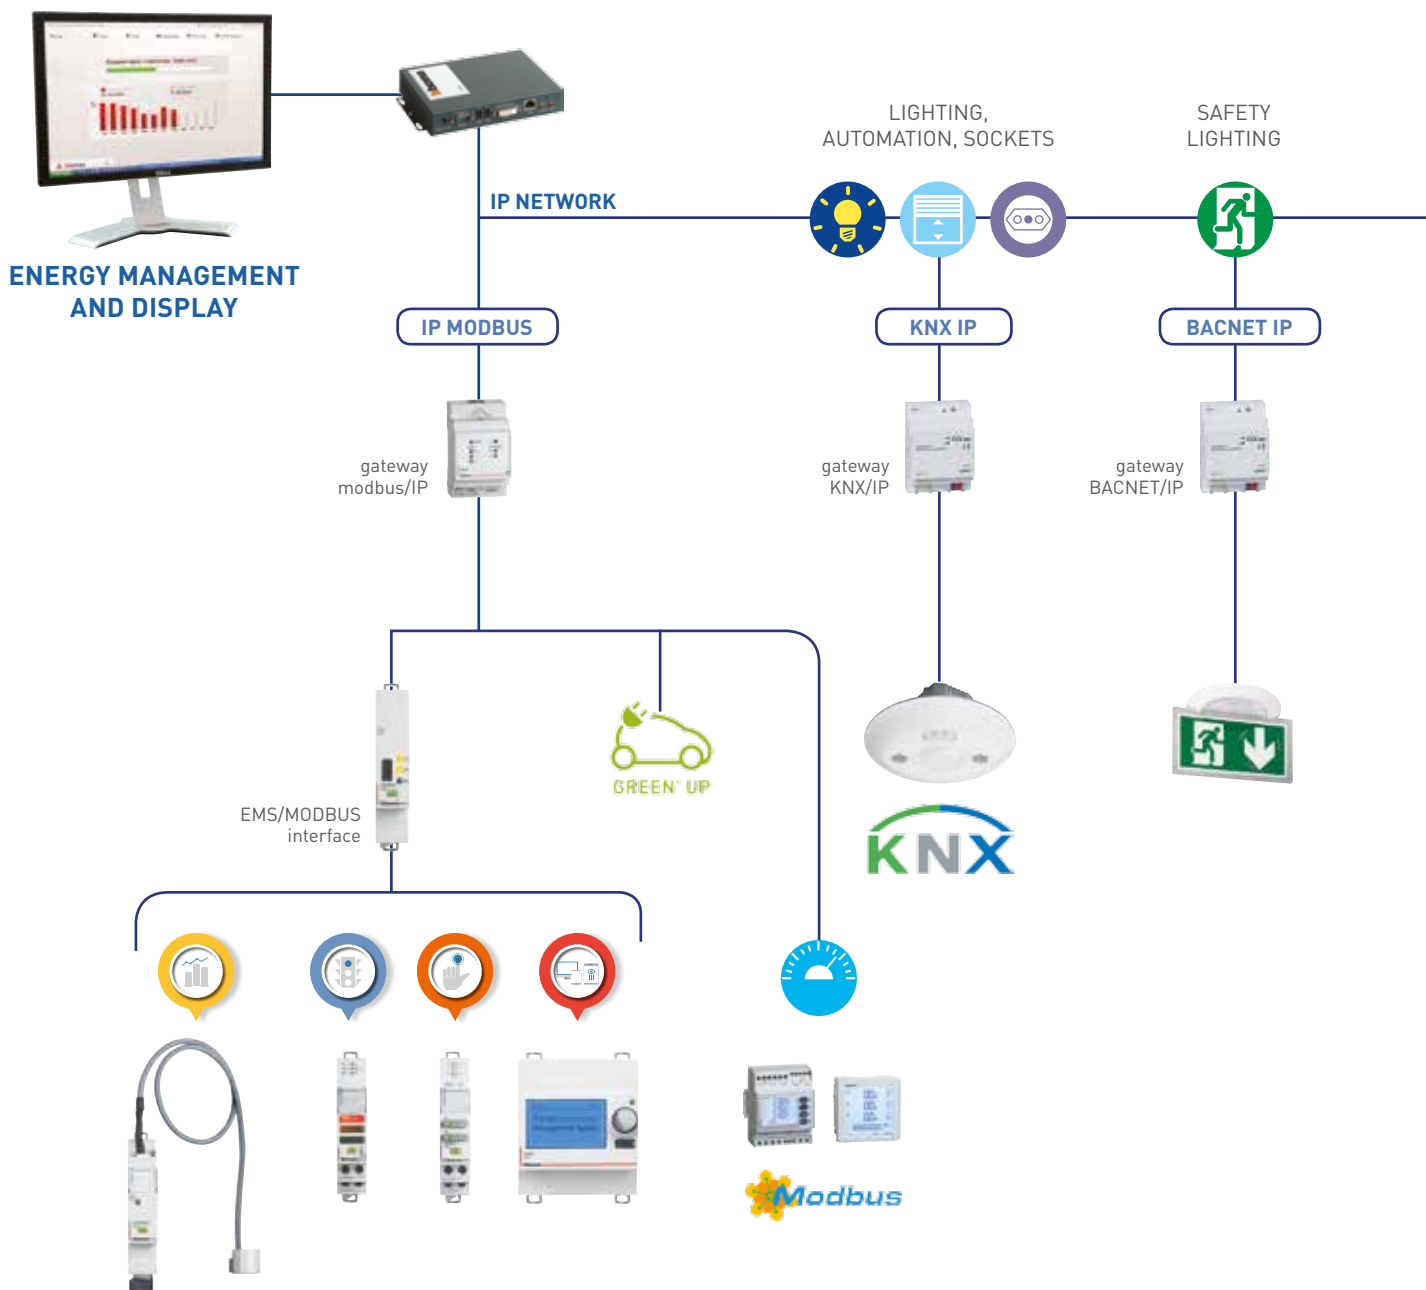 LIGHTING,
AUTOMATION, SOCKETS
SAFETY
LIGHTING
IP NETWORK
ENERGY MANAGEMENT
AND DISPLAY
IP MODBUS
KNX IP
BACNET IP
gateway
modbus/IP
gateway
KNX/IP
gateway
BACNET/IP
GREEN' UP
EMS/MODBUS
interface
KNX
Modbus